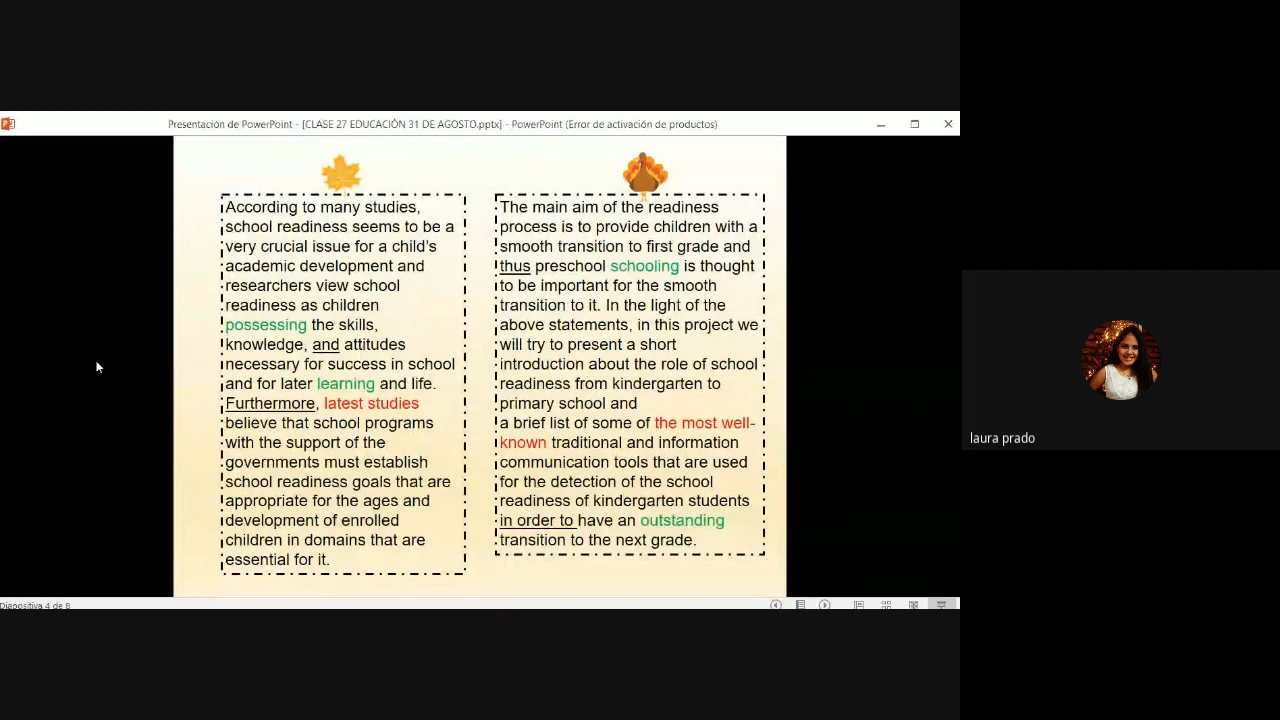 Presentación de PowerPoint - [CLASE 27 EDUCACIÓN 31 DE AGOSTO.pptx] - PowerPoint (Error de activación de productos)
According to many studies,
school readiness seems to be a
very crucial issue for a child's
academic development and
researchers view school
readiness as children
possessing the skills,
knowledge, and attitudes
necessary for success in school
and for later learning and life.
Furthermore, latest studies
believe that school programs
with the support of the
governments must establish
school readiness goals that are
appropriate for the ages and
development of enrolled
children in domains that are
essential for it.
The main aim of the readiness
process is to provide children with a
smooth transition to first grade and
thus preschool schooling is thought
to be important for the smooth
transition to it. In the light of the
above statements, in this project we
will try to present a short
introduction about the role of school
readiness from kindergarten to
primary school and
a brief list of some of the most well-
known traditional and information
communication tools that are used
for the detection of the school
readiness of kindergarten students
in order to have an outstanding
transition to the next grade.
laura prado
Diapositiva 4 de 8